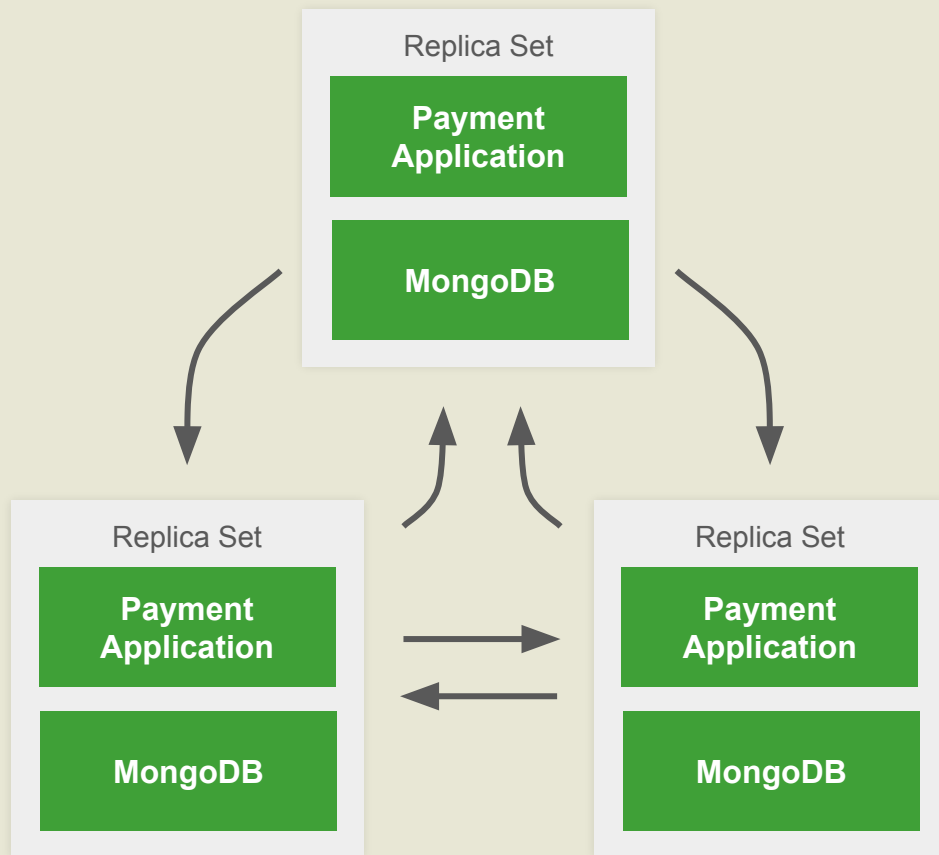 Replica Set
Payment
Application
MongoDB
Replica Set
Payment
Application
MongoDB
Replica Set
Payment
Application
MongoDB